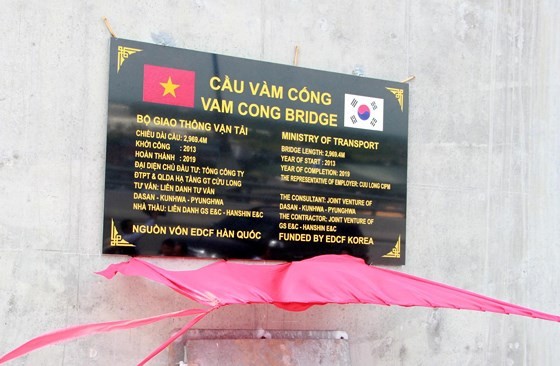 CẦU VÀM CỐNG
VAM CONG BRIDGE
BỘ GIAO THÔNG VẬN TẢI
CHIỀU DÀI CẦU: 2,969.4M
KHỞI CÔNG : 2013
HOÀN THÀNH : 2019
ĐẠI DIỆN CHỦ ĐẦU TƯ: TỔNG CÔNG TY
ĐTPT & QLDA HẠ TẦNG GT CỬU LONG
TƯ VẤN: LIÊN DANH TƯ VẤN
DASAN - KUNHWA - PYUNGHWA
NHÀ THẦU: LIÊN DANH GS E&C - HANSHIN E&C
NGUỒN VỐN EDCF HÀN QUỐC
MINISTRY OF TRANSPORT
BRIDGE LENGTH: 2,969.4M
YEAR OF START : 2013
YEAR OF COMPLETION: 2019
THE REPRESENTATIVE OF EMPLOYER: CUU LONG CIPM
THE CONSULTANT: JOINT VENTURE OF
DASAN - KUNHWA - PYUNGHWA
THE CONTRACTOR: JOINT VENTURE OF
GS E&C - HANSHIN E&C
FUNDED BY EDCF KOREA